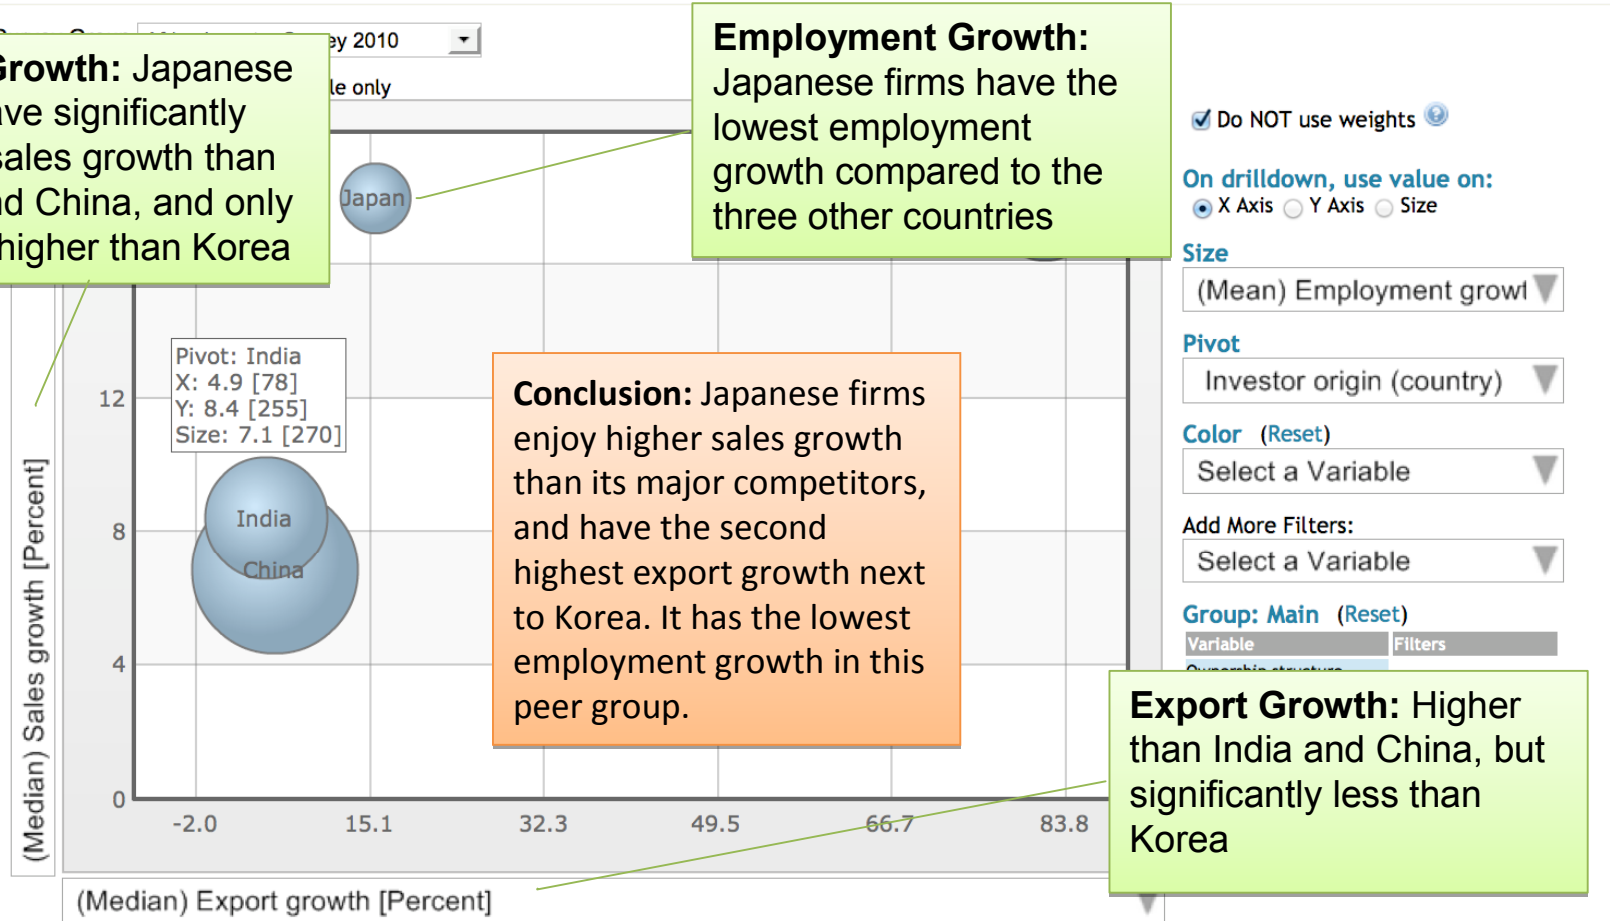 ey 2010
le only
Growth: Japanese
ave significantly
sales growth than
nd China, and only
higher than Korea
Employment Growth:
Japanese firms have the
lowest employment
growth compared to the
three other countries
Do NOT use weights
On drilldown, use value on:
X Axis Y Axis Size
Size
(Mean) Employment growt
Pivot
Investor origin (country)
Color (Reset)
Select a Variable
Add More Filters:
Select a Variable
Group: Main (Reset)
Variable Filters
Ownership structure
Japan
Pivot: India
X: 4.9 [78]
Y: 8.4 [255]
Size: 7.1 [270]
India
China
Conclusion: Japanese firms
enjoy higher sales growth
than its major competitors,
and have the second
highest export growth next
to Korea. It has the lowest
employment growth in this
peer group.
Export Growth: Higher
than India and China, but
significantly less than
Korea
12
8
4
0
-2.0 15.1 32.3 49.5 66.7 83.8
(Median) Sales growth [Percent]
(Median) Export growth [Percent]